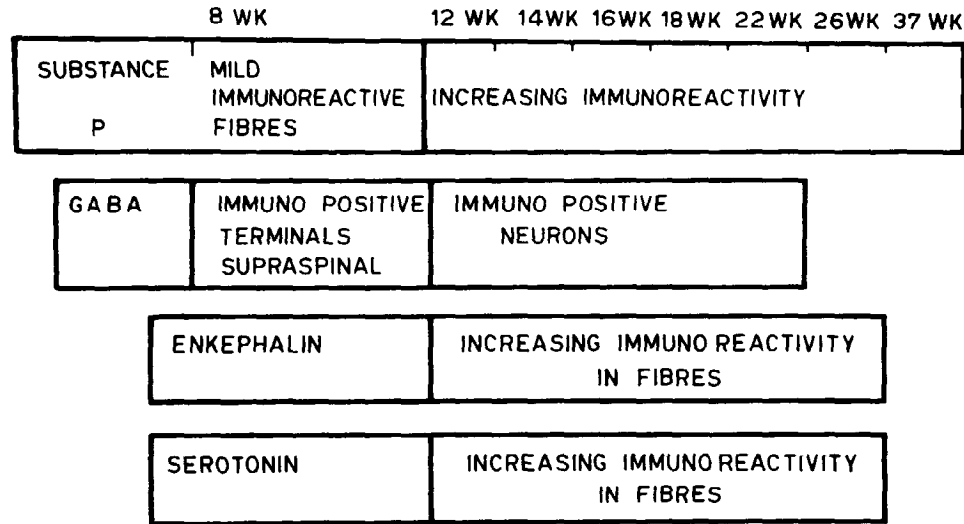 8 WK 12 WK 14WK 16WK 18WK 22WK 26WK 37 WK
SUBSTANCE
P
MILD
IMMUNOREACTIVE
FIBRES
INCREASING IMMUNOREACTIVITY
GABA
IMMUNO POSITIVE
TERMINALS
SUPRASPINAL
IMMUNO POSITIVE
NEURONS
ENKEPHALIN
INCREASING IMMUNO REACTIVITY
IN FIBRES
SEROTONIN
INCREASING IMMUNO REACTIVITY
IN FIBRES